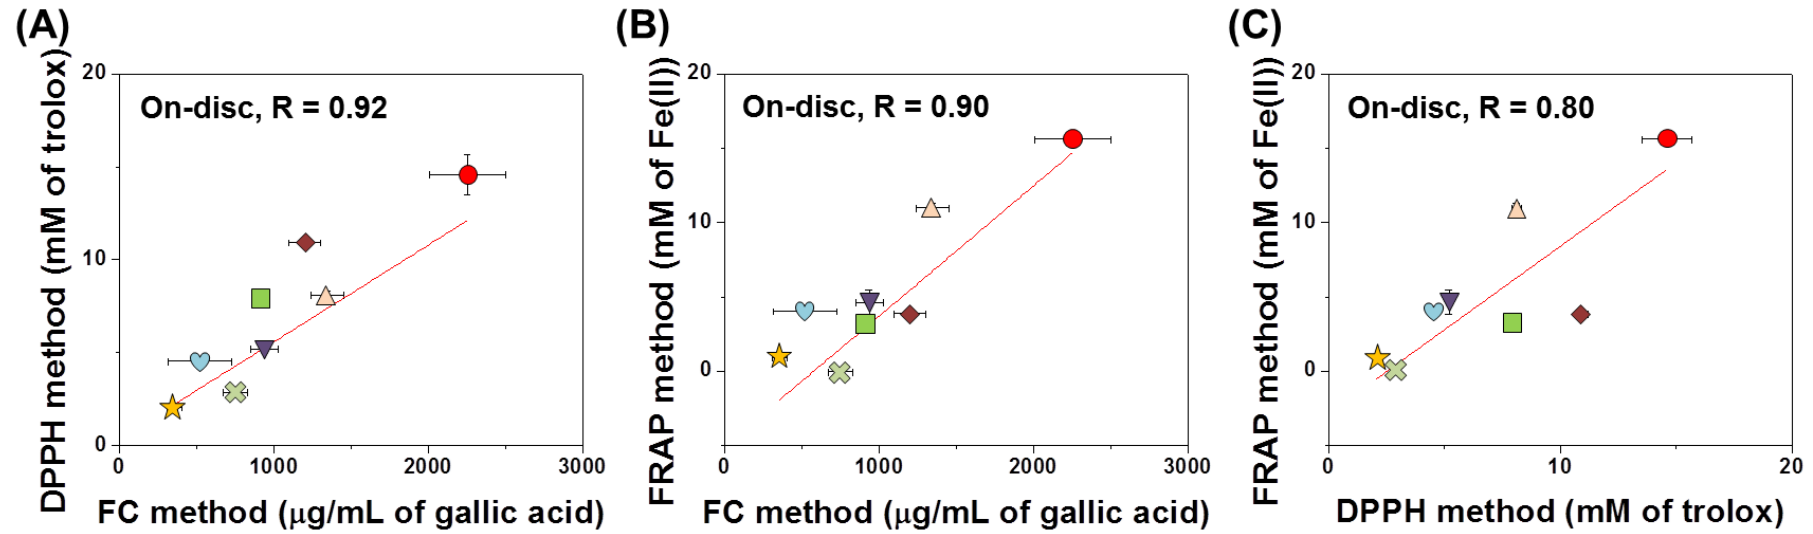 (A)
DPPH method (mM of trolox)
20
10
0
On-disc, R = 0.92
0 1000 2000 3000
FC method (μg/mL of gallic acid)
(B)
FRAP method (mM of Fe(II))
20
10
0
On-disc, R = 0.90
0 1000 2000 3000
FC method (μg/mL of gallic acid)
(C)
FRAP method (mM of Fe(II))
20
10
0
On-disc, R = 0.80
0 10 20
DPPH method (mM of trolox)